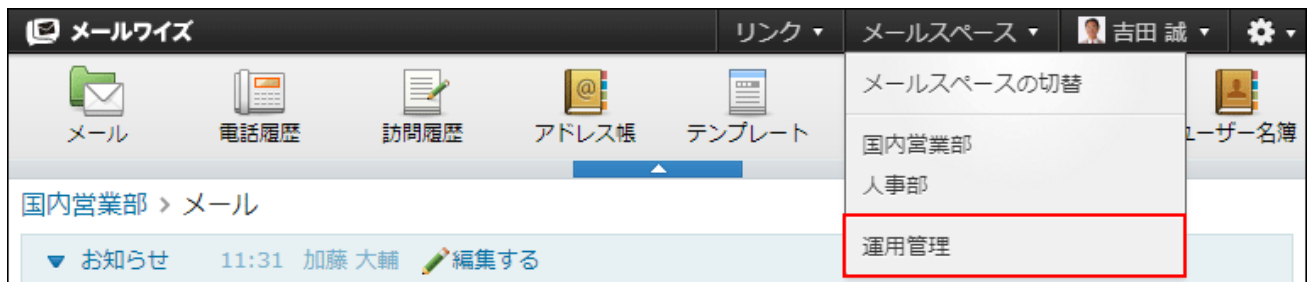 メールワイズ
リンク ▼ メールスペース ▼ 吉田 誠 ▼
メール 電話履歴 訪問履歴 アドレス帳 テンプレート ーザー名簿
メールスペースの切替
国内営業部
人事部
運用管理
国内営業部 > メール
▼ お知らせ 11:31 加藤 大輔 編集する